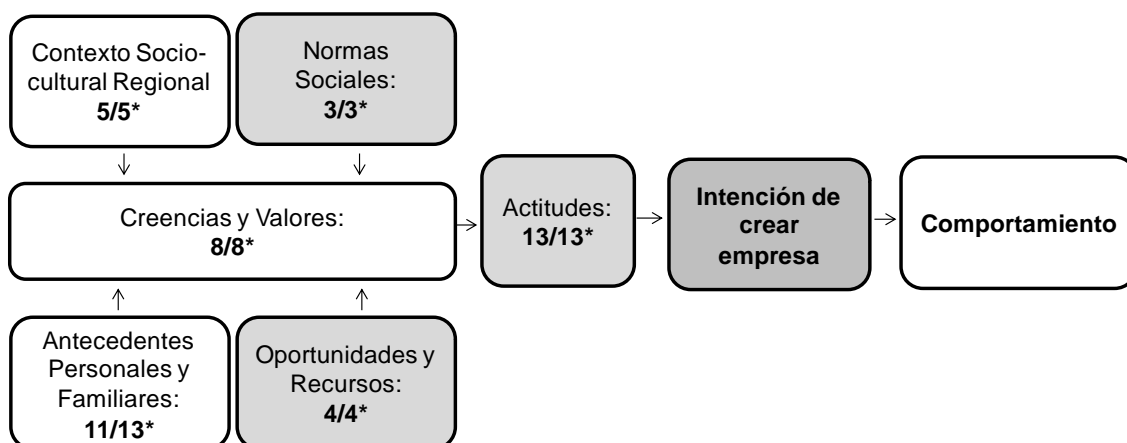 Contexto Socio-
cultural Regional
5/5*
Normas
Sociales:
3/3*
Creencias y Valores:
8/8*
Actitudes:
13/13*
Intención de
crear
empresa
Comportamiento
Antecedentes
Personales y
Familiares:
11/13*
Oportunidades y
Recursos:
4/4*